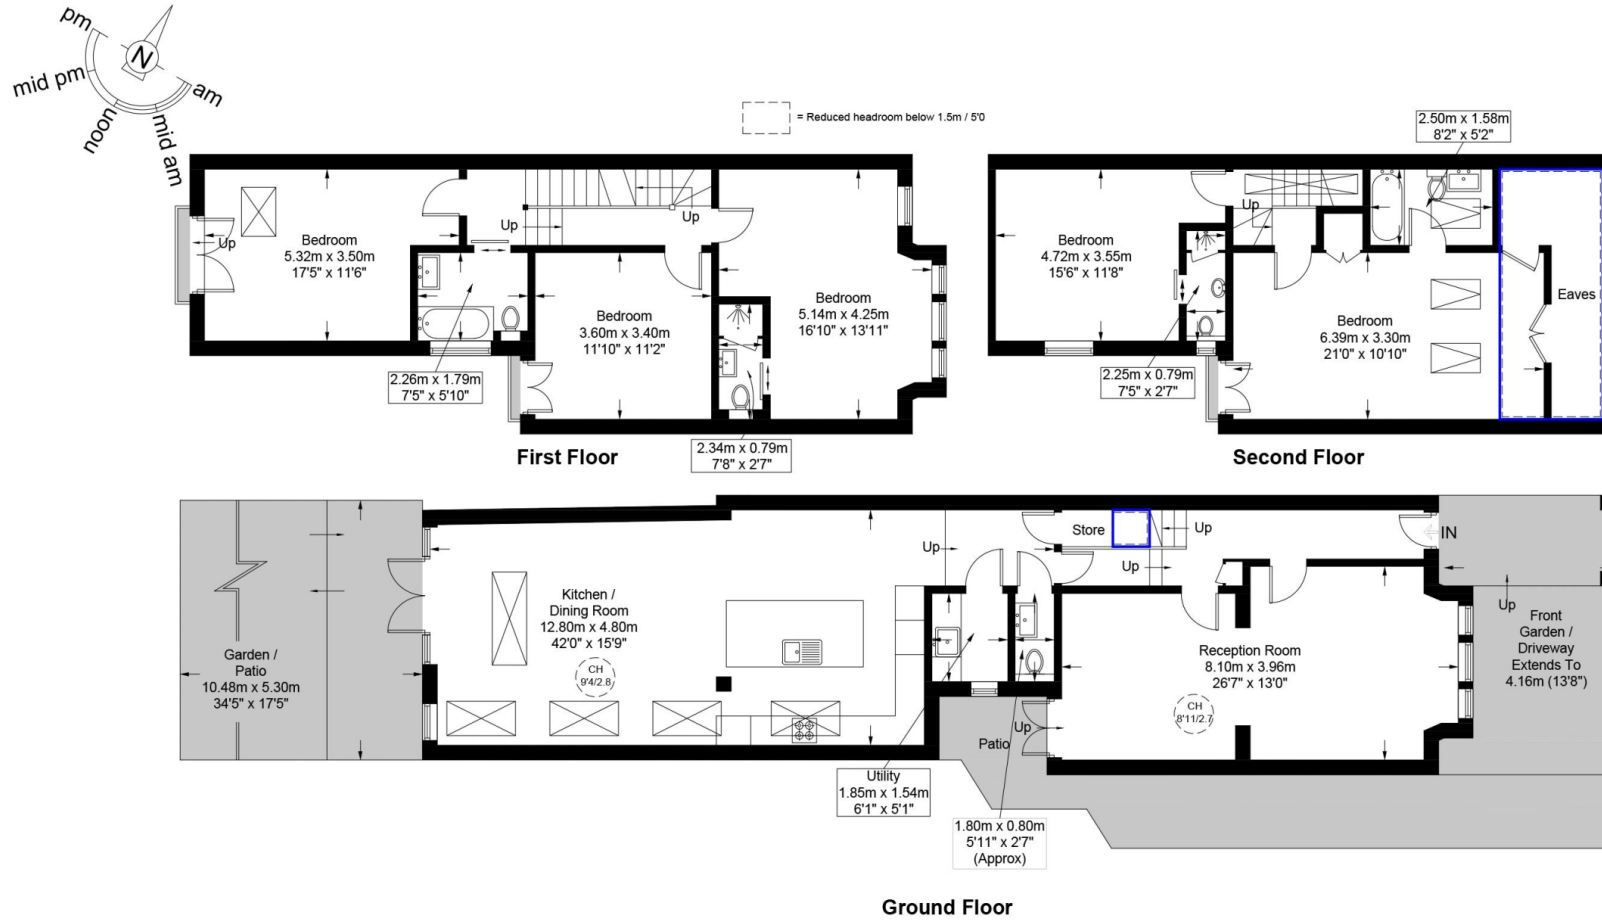 pm
N
mid pm
am
noon
mid am
= Reduced headroom below 1.5m / 5'0
2.50m x 1.58m
8'2" x 5'2"
Up
Bedroom
5.32m x 3.50m
17'5" x 11'6"
Up
Up
Bedroom
3.60m x 3.40m
11'10" x 11'2"
Bedroom
5.14m x 4.25m
16'10" x 13'11"
2.26m x 1.79m
7'5" x 5'10"
2.34m x 0.79m
7'8" x 2'7"
First Floor
Bedroom
4.72m x 3.55m
15'6" x 11'8"
Up
Bedroom
6.39m x 3.30m
21'0" x 10'10"
Eaves
2.25m x 0.79m
7'5" x 2'7"
Second Floor
Garden /
Patio
10.48m x 5.30m
34'5" x 17'5"
Kitchen /
Dining Room
12.80m x 4.80m
42'0" x 15'9"
CH
9'4/2.8
Up
Store
Up
Up
IN
Reception Room
8.10m x 3.96m
26'7" x 13'0"
CH
8'11/2.7
Up
Patio
Up
Front
Garden /
Driveway
Extends To
4.16m (13'8")
Utility
1.85m x 1.54m
6'1" x 5'1"
1.80m x 0.80m
5'11" x 2'7"
(Approx)
Ground Floor